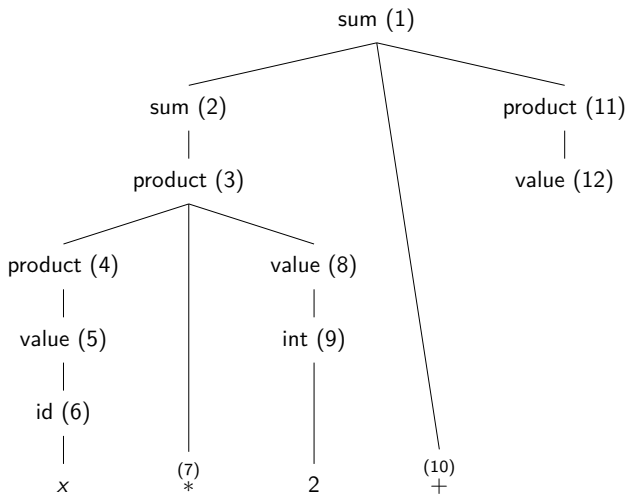 sum (1)
sum (2) product (11)
product (3) value (12)
product (4) value (8)
value (5) int (9)
id (6)
(7) (10)
x * 2 +